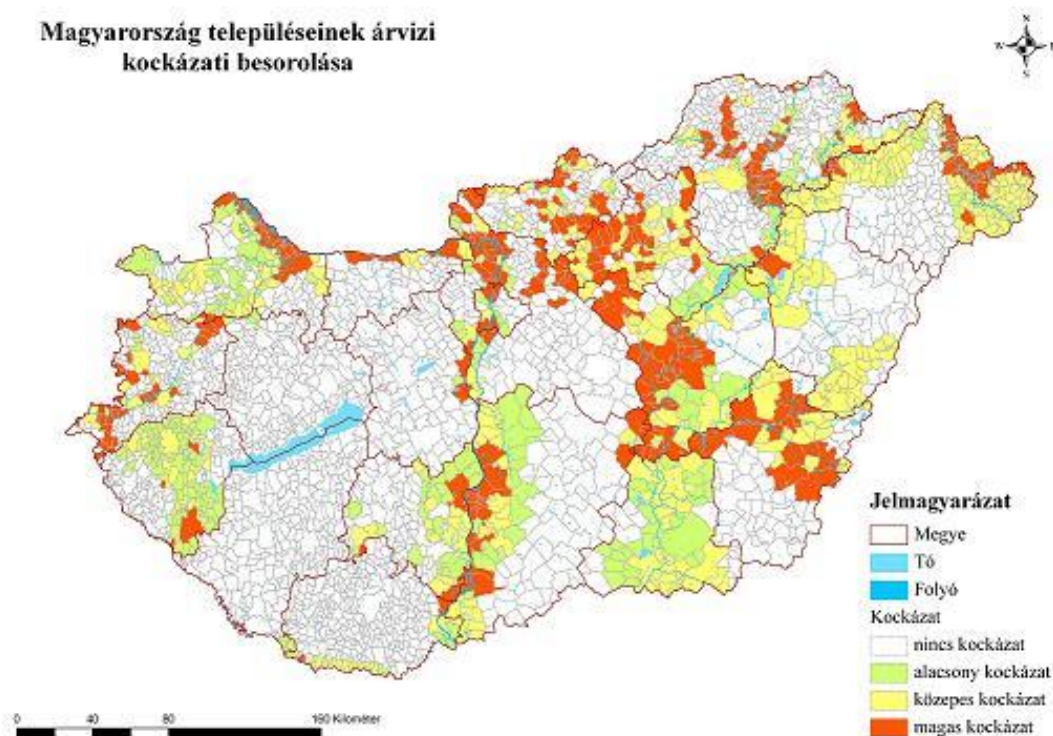 Magyarország településeinek árvizi
kockázati besorolása
N
W
E
S
Jelmagyarázat
Megye
Tó
Folyó
Kockázat
nincs kockázat
alacsony kockázat
közepes kockázat
magas kockázat
0 40 80 160 Kilométer